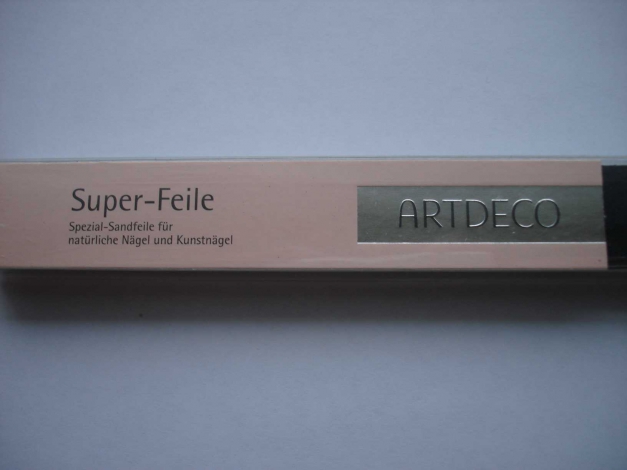 Super-Feile
Spezial-Sandfeile für
natürliche Nägel und Kunstnägel
ARTDECO